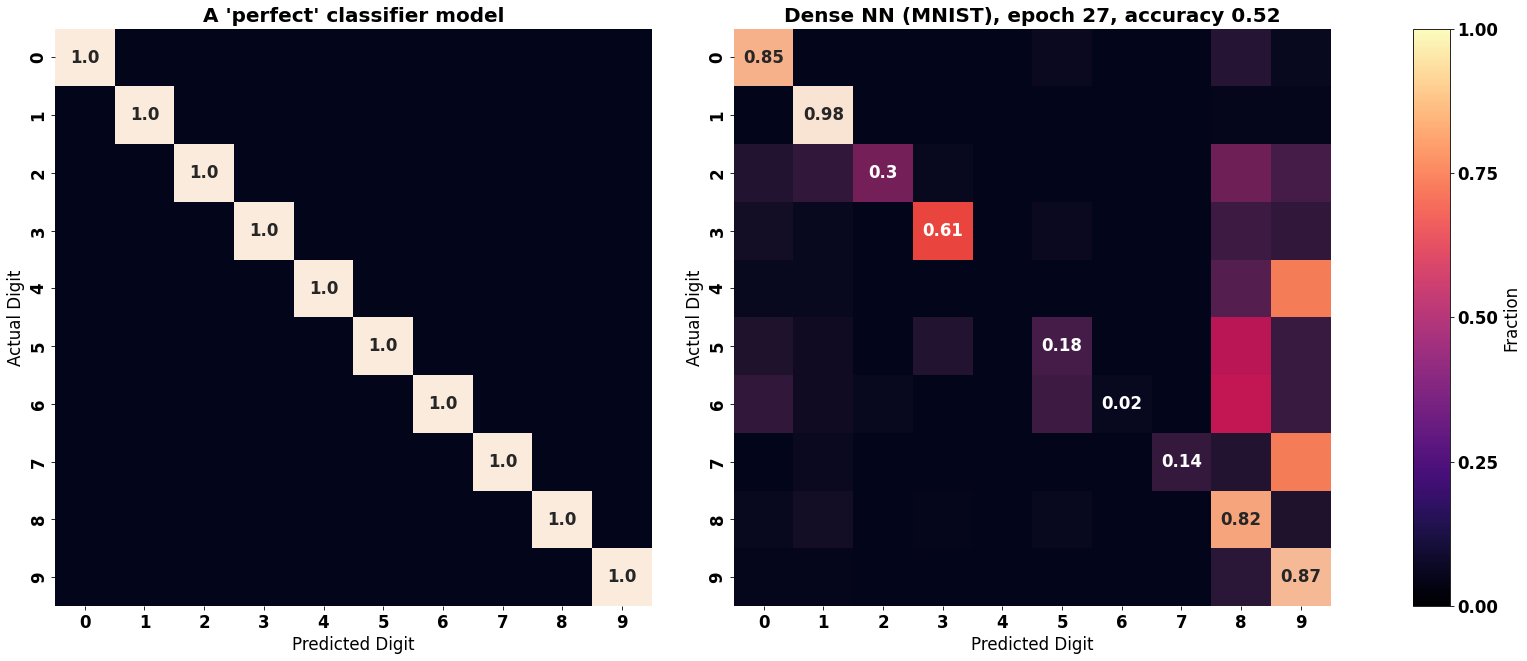 A 'perfect' classifier model
0 1.0
1 1.0
2 1.0
3 1.0
4 1.0
5 1.0
6 1.0
7 1.0
8 1.0
9 1.0
Actual Digit
0 1 2 3 4 5 6 7 8 9
Predicted Digit
Dense NN (MNIST), epoch 27, accuracy 0.52
0 0.85
1 0.98
2 0.3
3 0.61
4
5 0.18
6 0.02
7 0.14
8 0.82
9 0.87
Actual Digit
0 1 2 3 4 5 6 7 8 9
Predicted Digit
1.00
0.75
0.50
0.25
0.00
Fraction